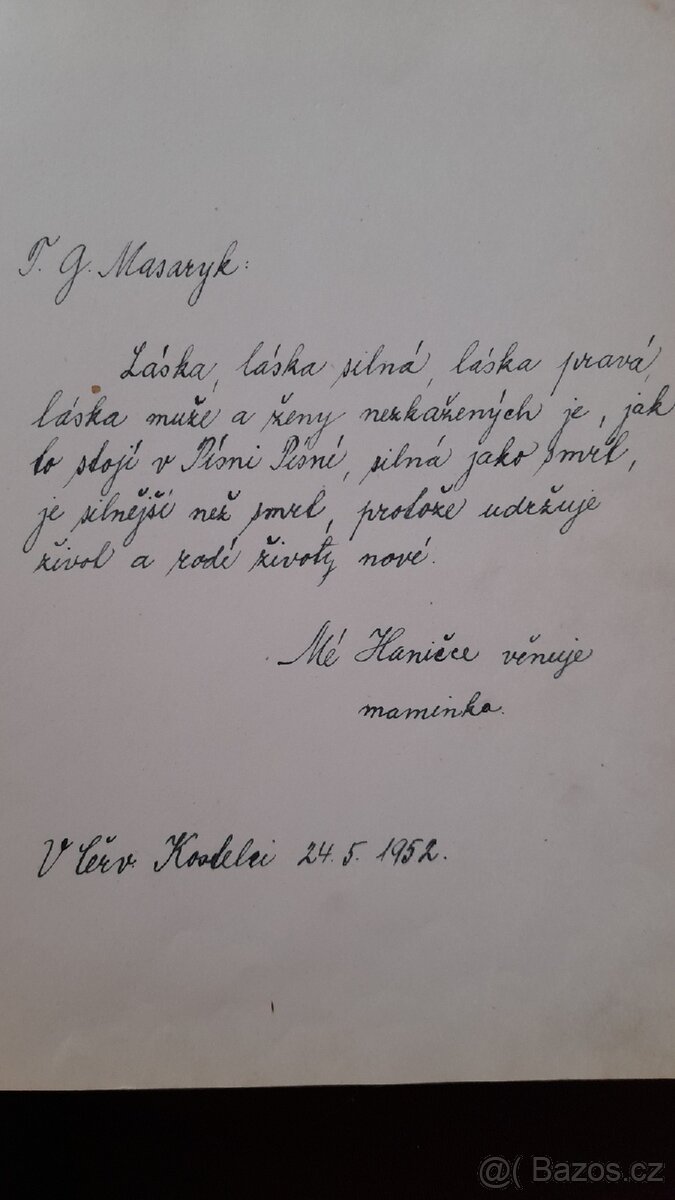 T. G. Masaryk:
Láska, láska silná, láska pravá,
láska muže a ženy nezkažených je, jak
to stojí v Písni Písní, silná jako smrt,
je silnější než smrt, protože udržuje
život a rodí životy nové.
Mé Haničce věnuje
maminka.
V Červ. Kostelci 24. 5. 1952.
@( Bazos.cz